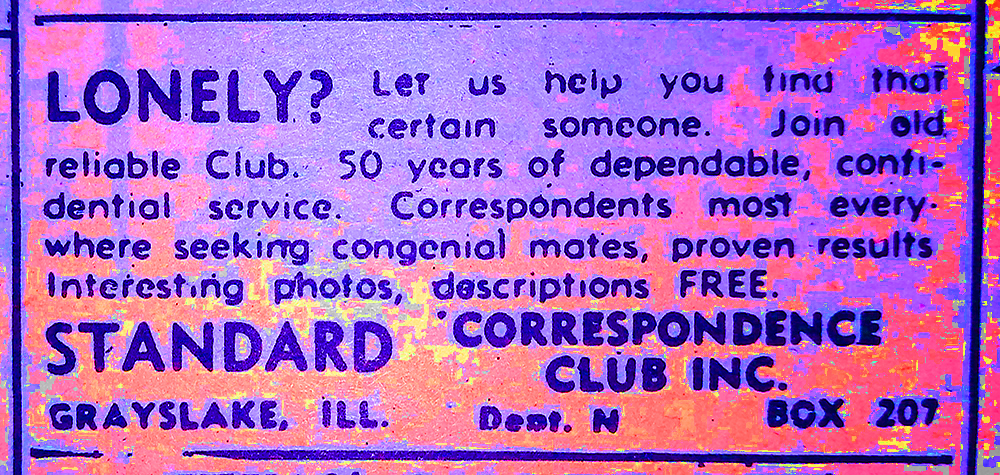 LONELY? Let us help you find that
certain someone. Join old
reliable Club. 50 years of dependable, confi-
dential service. Correspondents most every-
where seeking congenial mates, proven results
Interesting photos, descriptions FREE.
STANDARD CORRESPONDENCE
CLUB INC.
GRAYSLAKE, ILL. Dept. N BOX 207